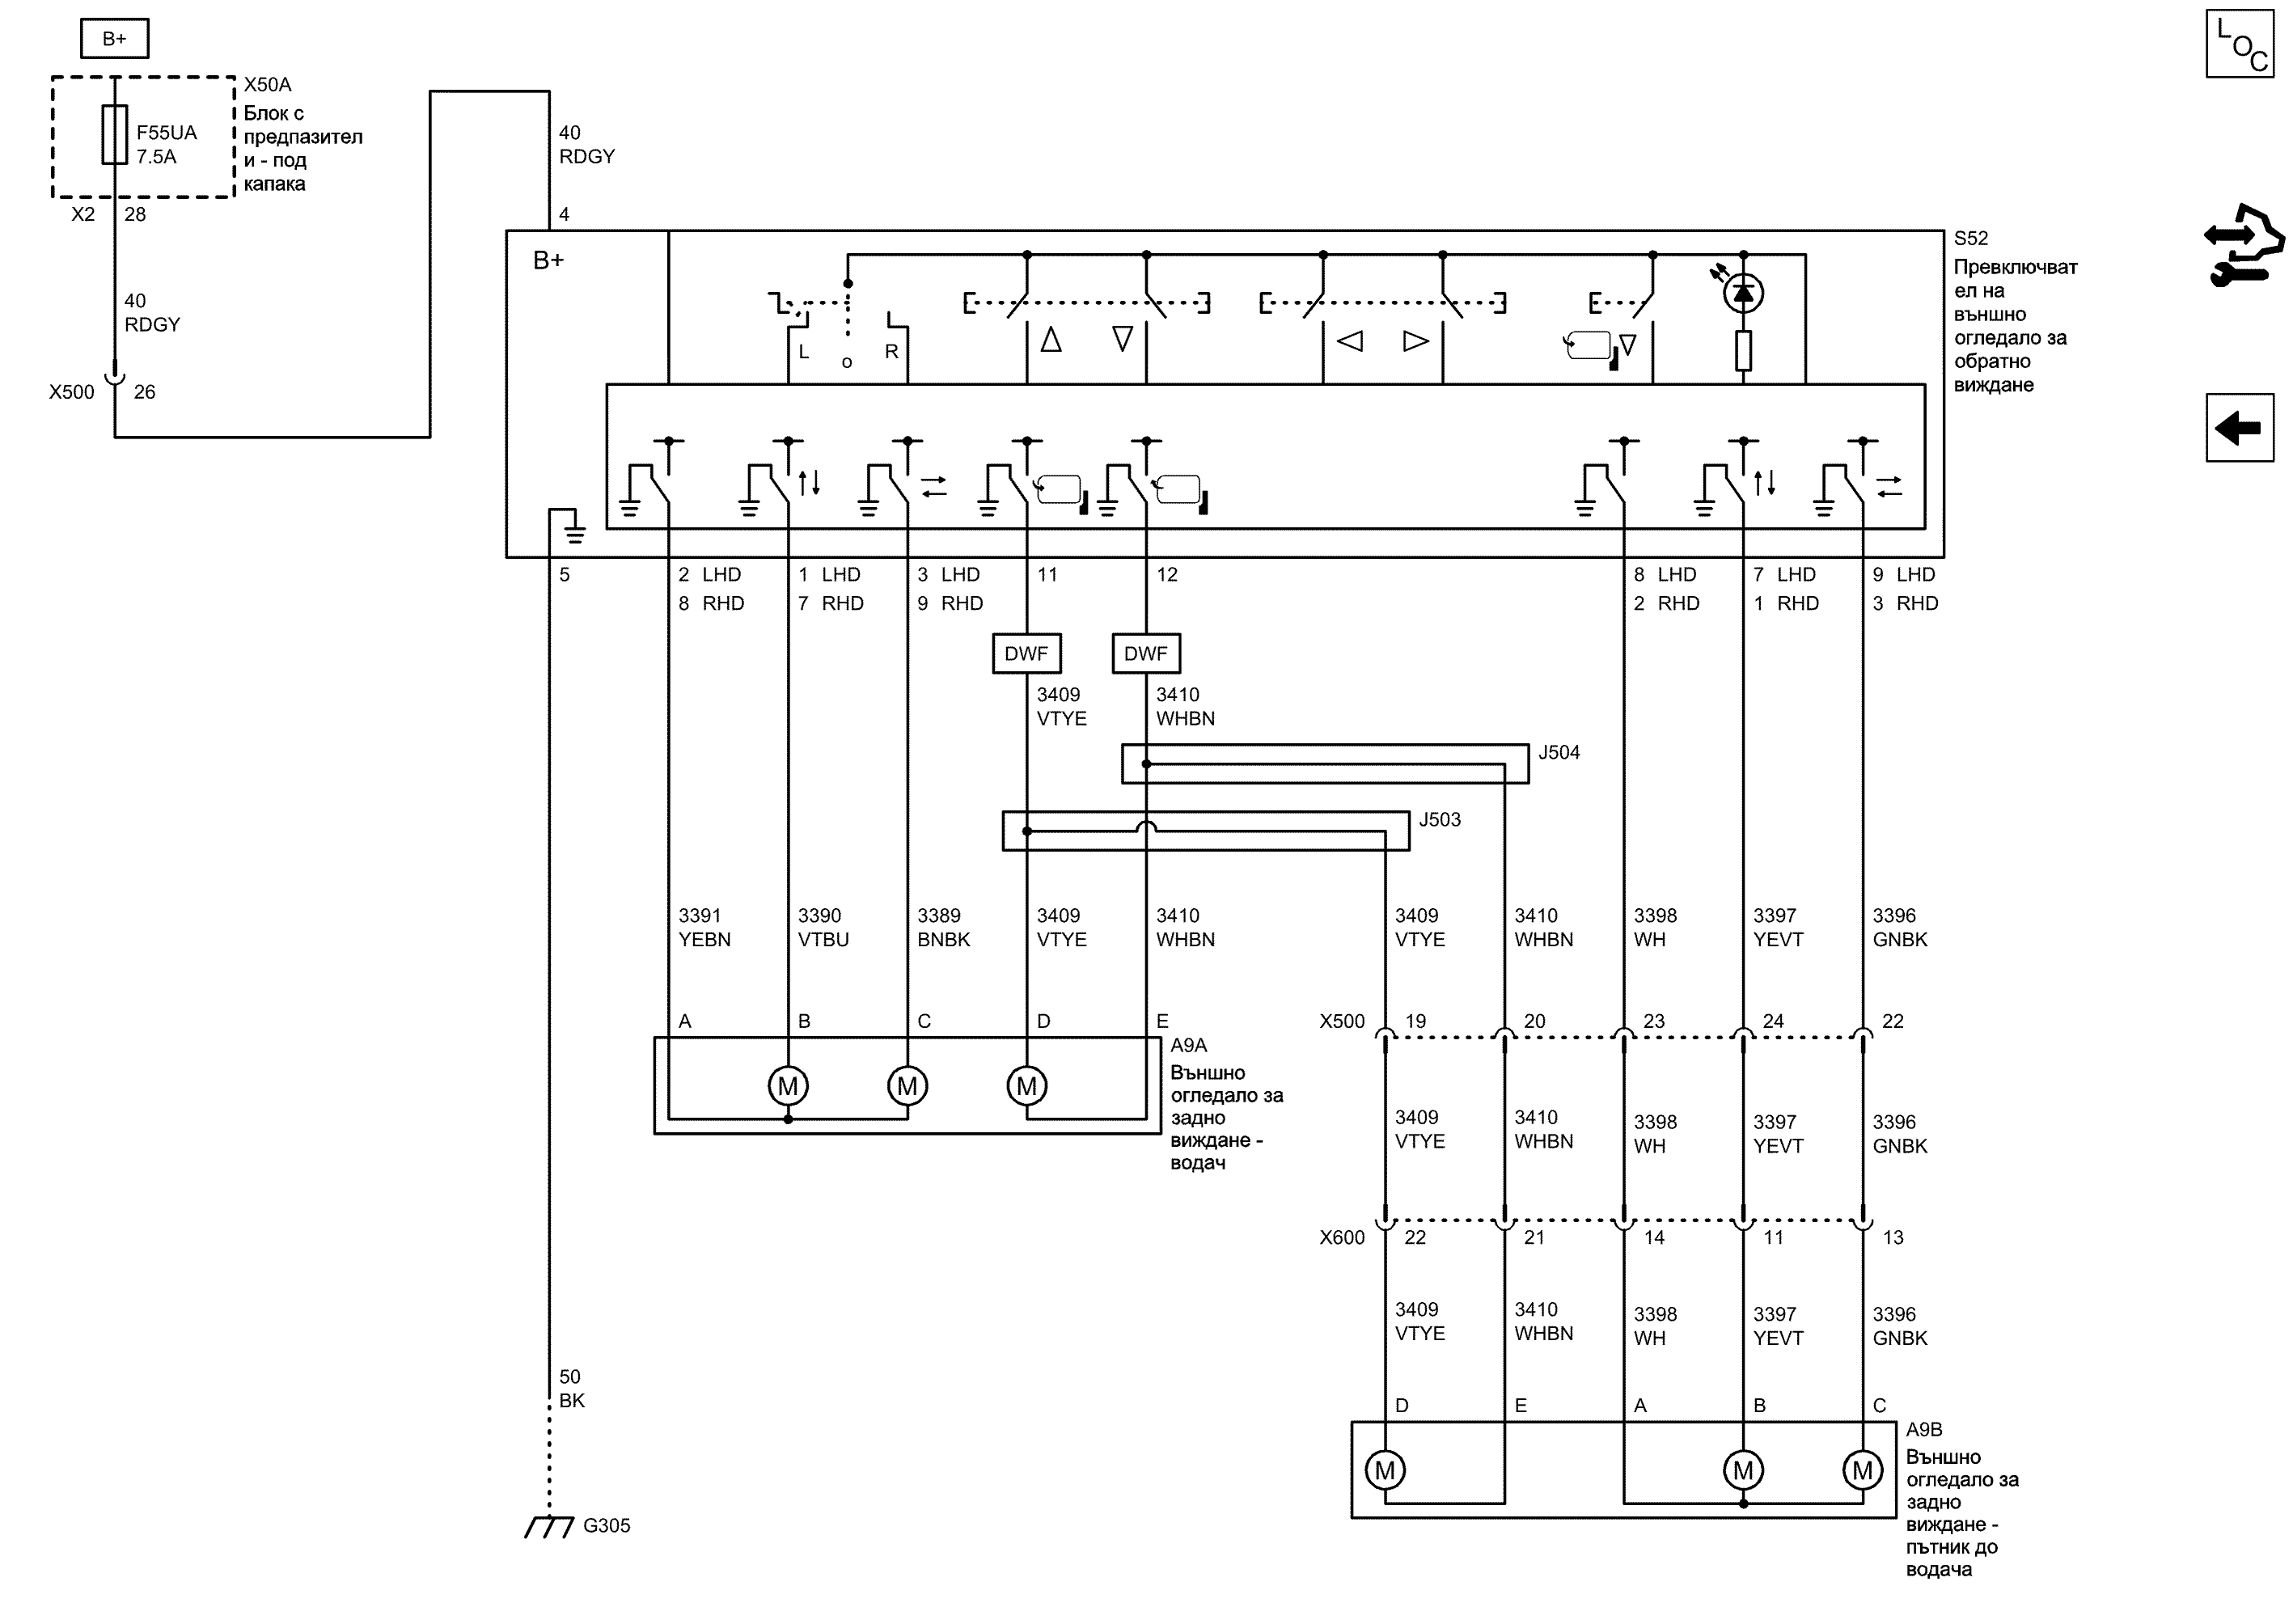 B+
X50A
Блок с
предпазител
и - под
капака
F55UA
7.5A
X2 28
40
RDGY
X500 26
40
RDGY
4
LOC
B+
S52
Превключват
ел на
външно
огледало за
обратно
виждане
L o R
5
2 LHD
8 RHD
1 LHD
7 RHD
3 LHD
9 RHD
11
12
8 LHD
2 RHD
7 LHD
1 RHD
9 LHD
3 RHD
DWF DWF
3409
VTYE
3410
WHBN
J504
J503
3391
YEBN
3390
VTBU
3389
BNBK
3409
VTYE
3410
WHBN
3409
VTYE
3410
WHBN
3398
WH
3397
YEVT
3396
GNBK
A B C D E
X500 19 20 23 24 22
A9A
Външно
огледало за
задно
виждане -
водач
M M M
3409
VTYE
3410
WHBN
3398
WH
3397
YEVT
3396
GNBK
X600 22 21 14 11 13
3409
VTYE
3410
WHBN
3398
WH
3397
YEVT
3396
GNBK
50
BK
D E A B C
A9B
Външно
огледало за
задно
виждане -
пътник до
водача
M M M
G305